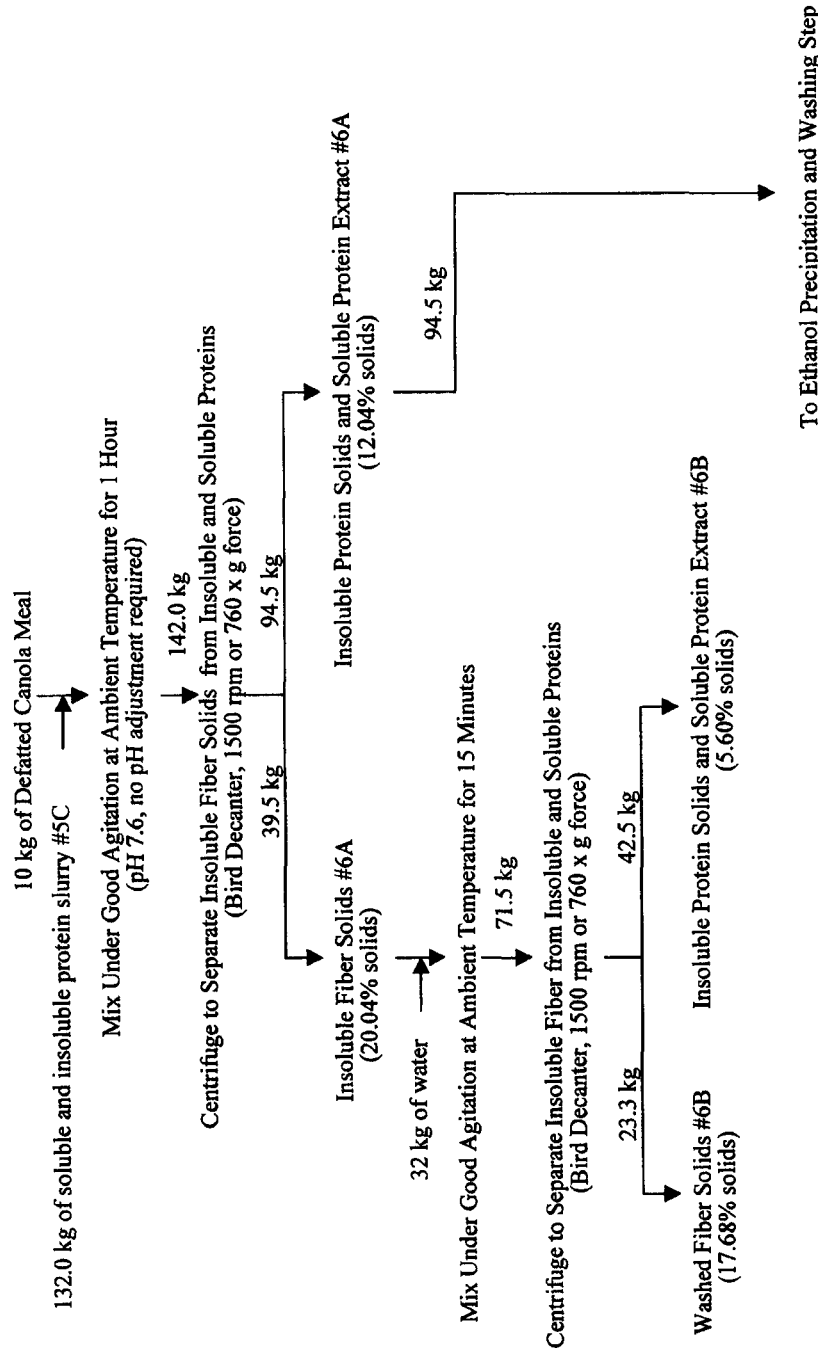 10 kg of Defatted Canola Meal
132.0 kg of soluble and insoluble protein slurry #5C
Mix Under Good Agitation at Ambient Temperature for 1 Hour
(pH 7.6, no pH adjustment required)
142.0 kg
Centrifuge to Separate Insoluble Fiber Solids from Insoluble and Soluble Proteins
(Bird Decanter, 1500 rpm or 760 x g force)
39.5 kg
94.5 kg
Insoluble Fiber Solids #6A
(20.04% solids)
Insoluble Protein Solids and Soluble Protein Extract #6A
(12.04% solids)
32 kg of water
94.5 kg
Mix Under Good Agitation at Ambient Temperature for 15 Minutes
71.5 kg
Centrifuge to Separate Insoluble Fiber from Insoluble and Soluble Proteins
(Bird Decanter, 1500 rpm or 760 x g force)
23.3 kg
42.5 kg
Washed Fiber Solids #6B
(17.68% solids)
Insoluble Protein Solids and Soluble Protein Extract #6B
(5.60% solids)
To Ethanol Precipitation and Washing Step